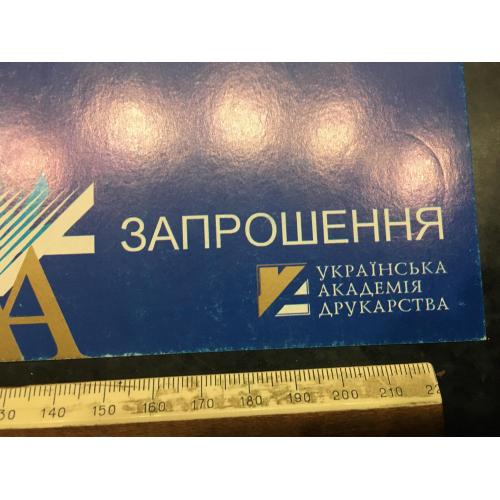 ЗАПРОШЕННЯ
УКРАЇНСЬКА
АКАДЕМІЯ
ДРУКАРСТВА
А
140 150 160 170 180 190 200 210